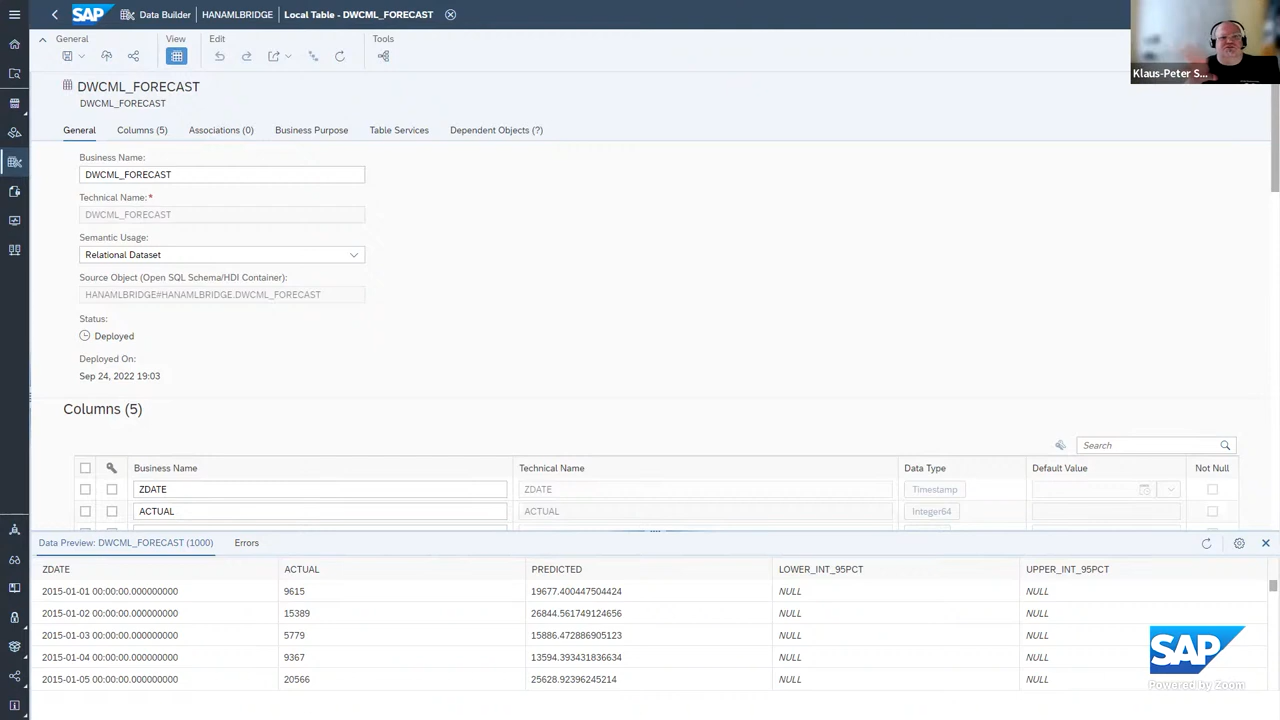 SAP Data Builder HANAMLBRIDGE Local Table - DWCML_FORECAST
General View Edit Tools
Klaus-Peter S...
DWCML_FORECAST
DWCML_FORECAST
General Columns (5) Associations (0) Business Purpose Table Services Dependent Objects (?)
Business Name:
DWCML_FORECAST
Technical Name:*
DWCML_FORECAST
Semantic Usage:
Relational Dataset
Source Object (Open SQL Schema/HDI Container):
HANAMLBRIDGE#HANAMLBRIDGE.DWCML_FORECAST
Status:
Deployed
Deployed On:
Sep 24, 2022 19:03
Columns (5)
Search
Business Name Technical Name Data Type Default Value Not Null
ZDATE ZDATE Timestamp
ACTUAL ACTUAL Integer64
Data Preview: DWCML_FORECAST (1000) Errors
ZDATE ACTUAL PREDICTED LOWER_INT_95PCT UPPER_INT_95PCT
2015-01-01 00:00:00.000000000 9615 19677.400447504424 NULL NULL
2015-01-02 00:00:00.000000000 15389 26844.561749124656 NULL NULL
2015-01-03 00:00:00.000000000 5779 15886.472886905123 NULL NULL
2015-01-04 00:00:00.000000000 9367 13594.393431836634 NULL NULL
2015-01-05 00:00:00.000000000 20566 25628.92396245214 NULL NULL
SAP
Powered by Zoom